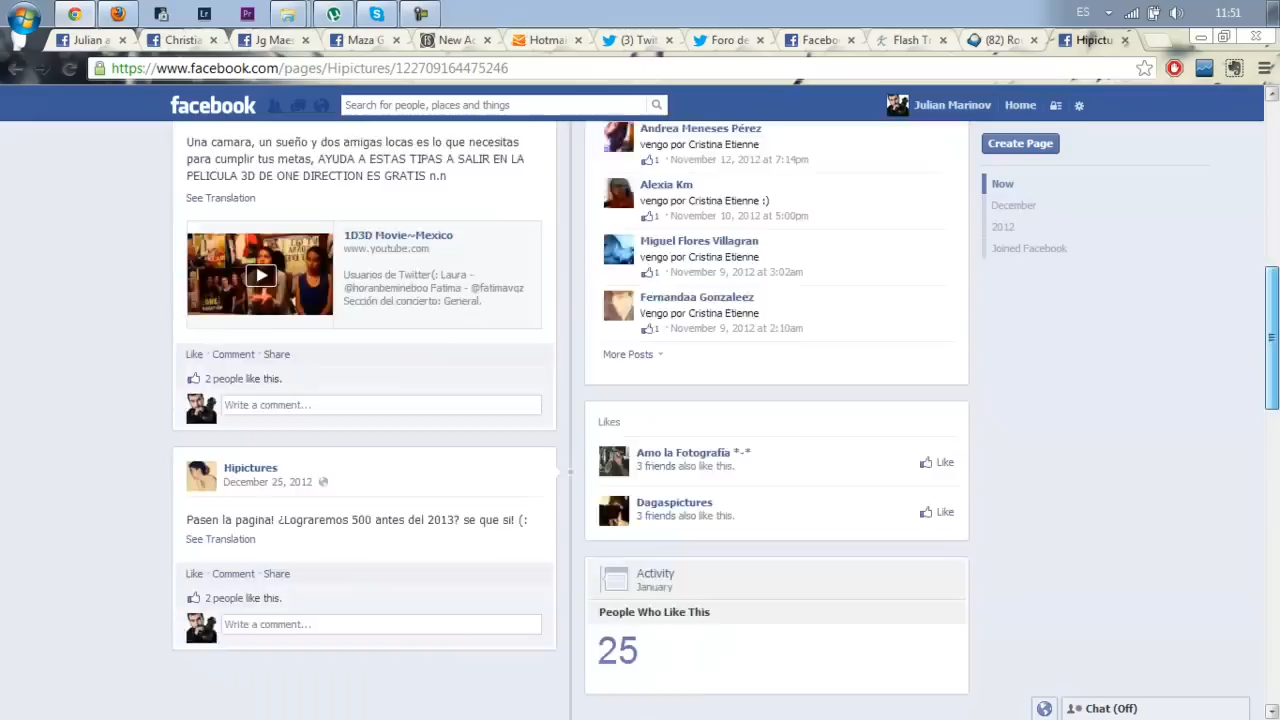 ES 11:51
Julian a
Christia
Jg Maes
Maza G
New Ac
Hotma
(3) Twit
Foro de
Facebo
Flash T
(82) Ro
Hipictu
https://www.facebook.com/pages/Hipictures/122709164475246
facebook
Search for people, places and things
Julian Marinov Home
Una camara, un sueño y dos amigas locas es lo que necesitas
para cumplir tus metas, AYUDA A ESTAS TIPAS A SALIR EN LA
PELICULA 3D DE ONE DIRECTION ES GRATIS n.n
See Translation
1D3D Movie~Mexico
www.youtube.com
Usuarios de Twitter(: Laura -
@horanbemineboo Fatima - @fatimavqz
Sección del concierto: General.
Like · Comment · Share
2 people like this.
Write a comment...
Hipictures
December 25, 2012
Pasen la pagina! ¿Lograremos 500 antes del 2013? se que si! (:
See Translation
Like · Comment · Share
2 people like this.
Write a comment...
Andrea Meneses Pérez
vengo por Cristina Etienne
1 · November 12, 2012 at 7:14pm
Alexia Km
vengo por Cristina Etienne :)
1 · November 10, 2012 at 5:00pm
Miguel Flores Villagran
vengo por Cristina Etienne
1 · November 9, 2012 at 3:02am
Fernandaa Gonzaleez
Vengo por Cristina Etienne
1 · November 9, 2012 at 2:10am
More Posts
Likes
Amo la Fotografía *-*
3 friends also like this.
Like
Dagaspictures
3 friends also like this.
Like
Activity
January
People Who Like This
25
Create Page
Now
December
2012
Joined Facebook
Chat (Off)